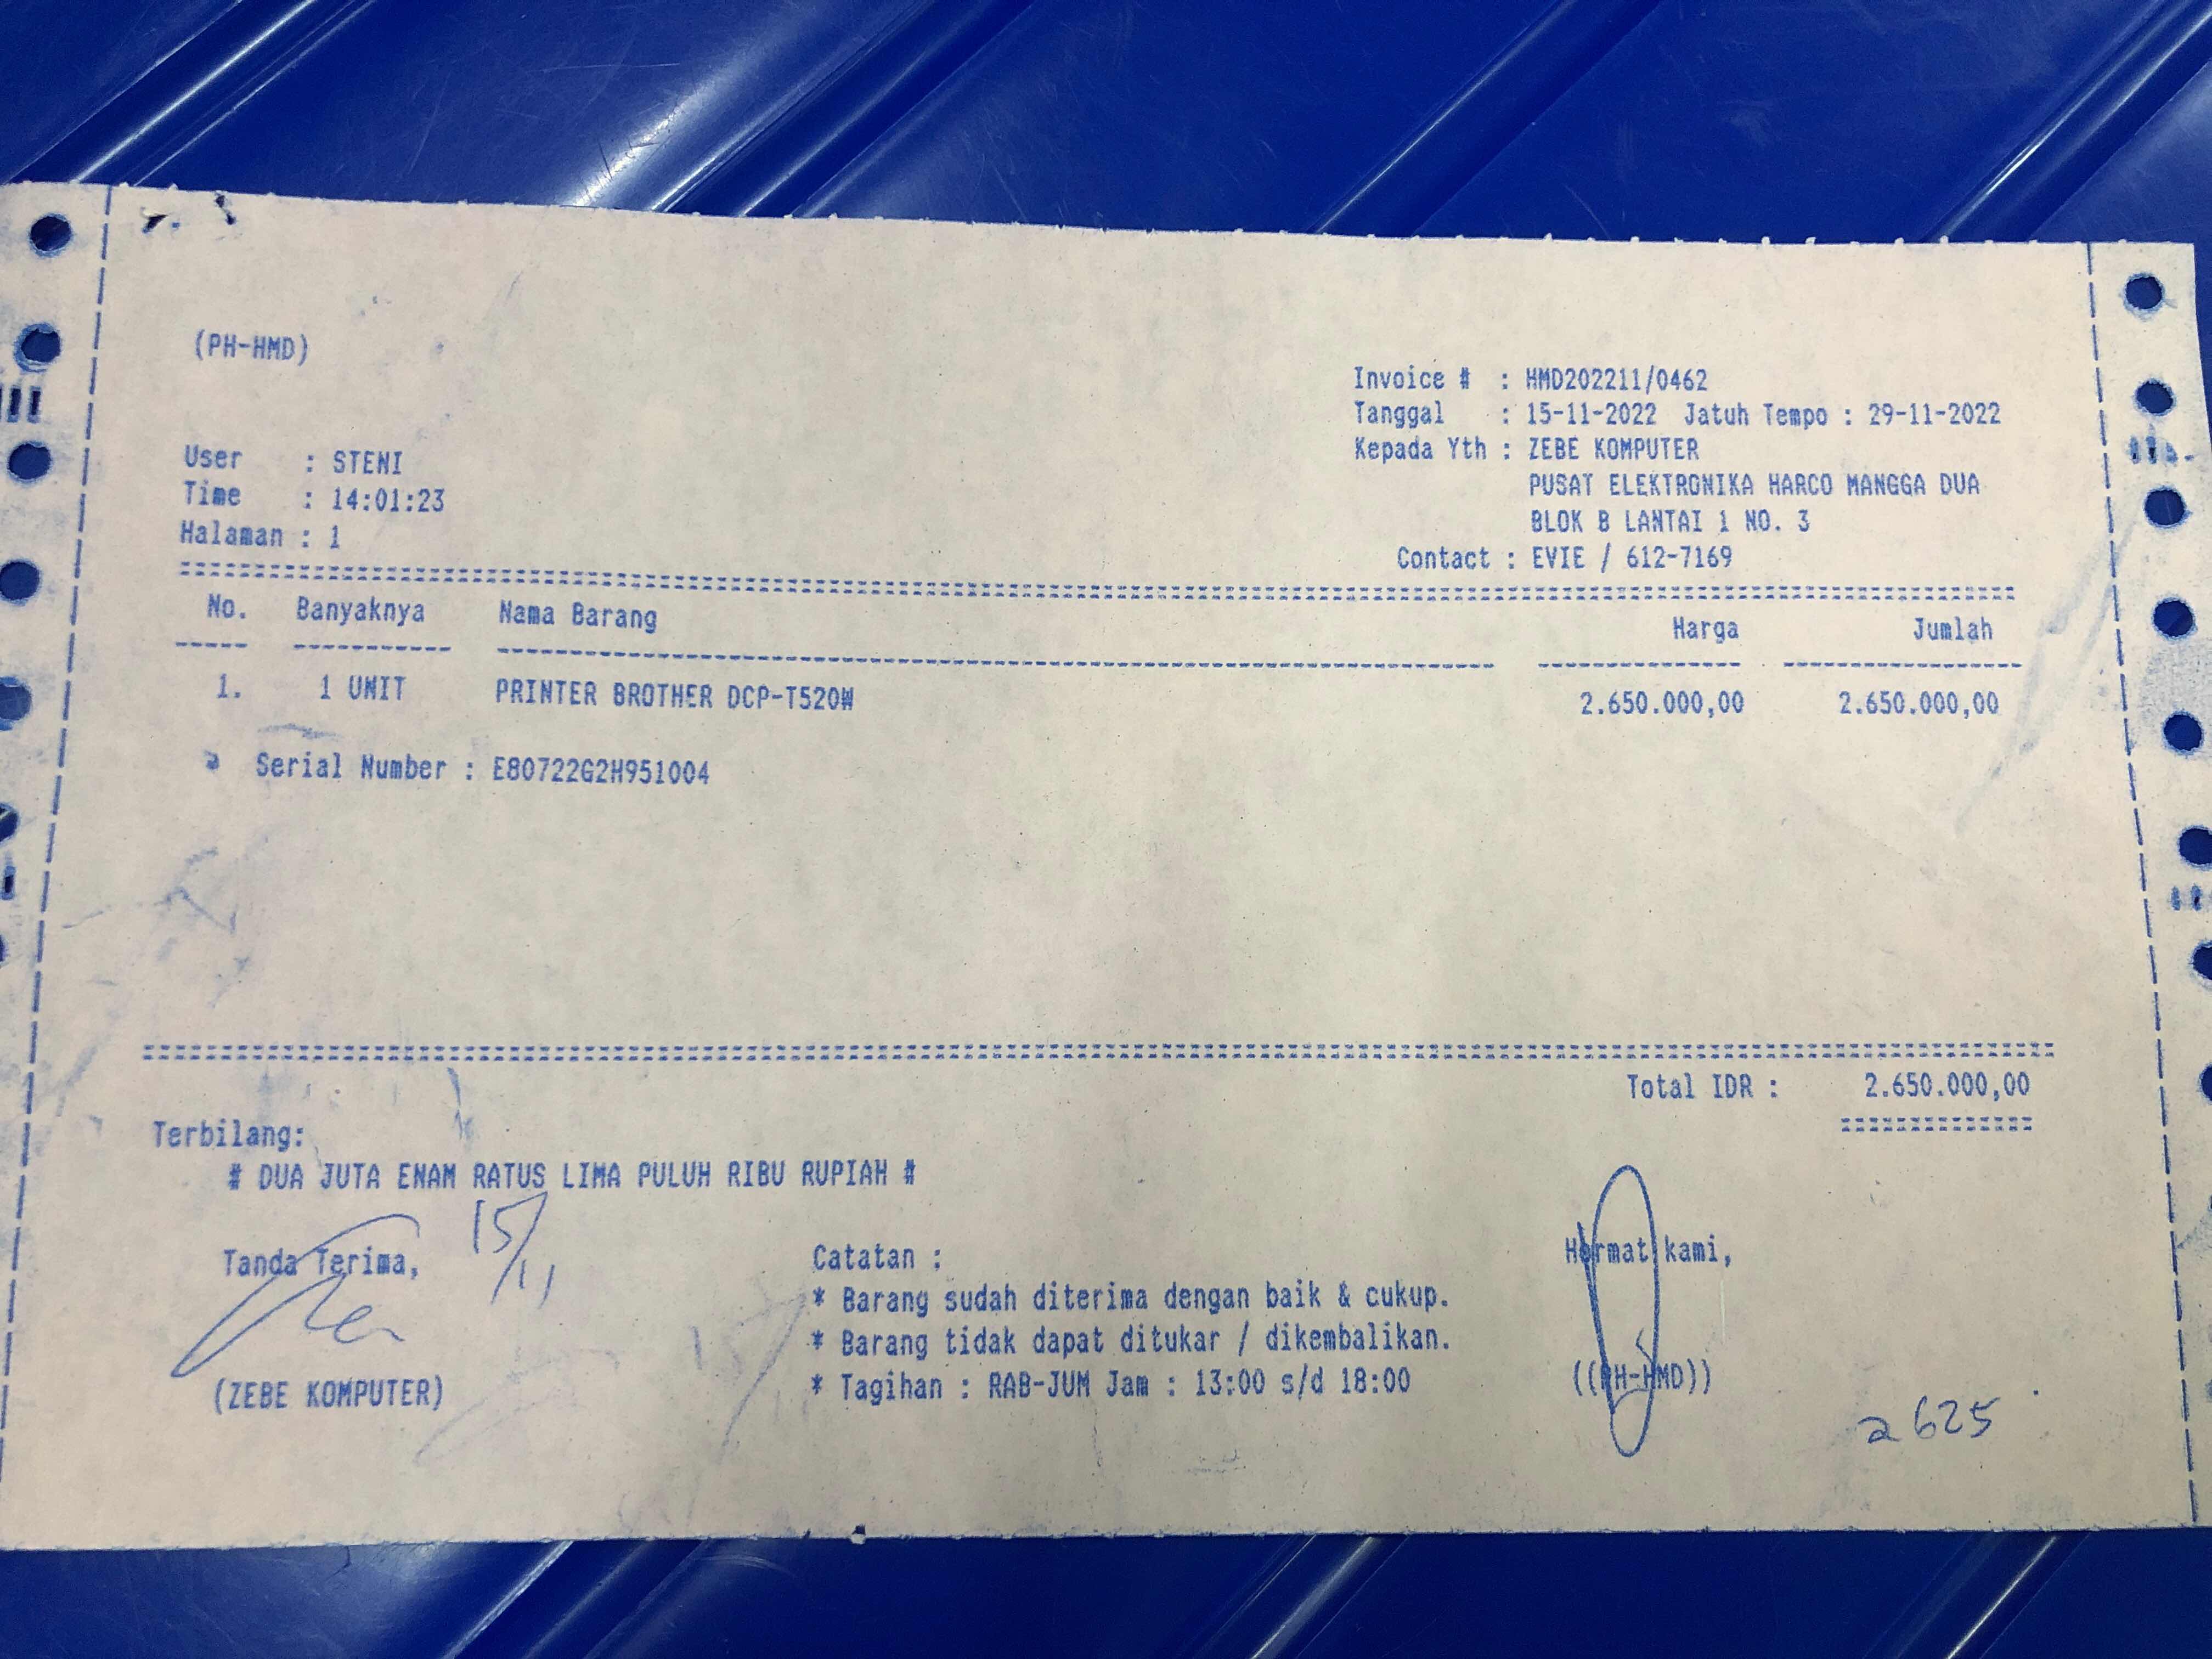 (PH-HMD)
Invoice # : HMD202211/0462
Tanggal : 15-11-2022 Jatuh Tempo : 29-11-2022
Kepada Yth : ZEBE KOMPUTER
PUSAT ELEKTRONIKA HARCO MANGGA DUA
BLOK B LANTAI 1 NO. 3
Contact : EVIE / 612-7169
User : STENI
Time : 14:01:23
Halaman : 1
No. Banyaknya Nama Barang Harga Jumlah
1. 1 UNIT PRINTER BROTHER DCP-T520W 2.650.000,00 2.650.000,00
Serial Number : E80722G2H951004
Total IDR : 2.650.000,00
Terbilang:
# DUA JUTA ENAM RATUS LIMA PULUH RIBU RUPIAH #
15/11
Tanda Terima,
(ZEBE KOMPUTER)
Catatan :
* Barang sudah diterima dengan baik & cukup.
* Barang tidak dapat ditukar / dikembalikan.
* Tagihan : RAB-JUM Jam : 13:00 s/d 18:00
Hormat kami,
((PH-HMD))
2625